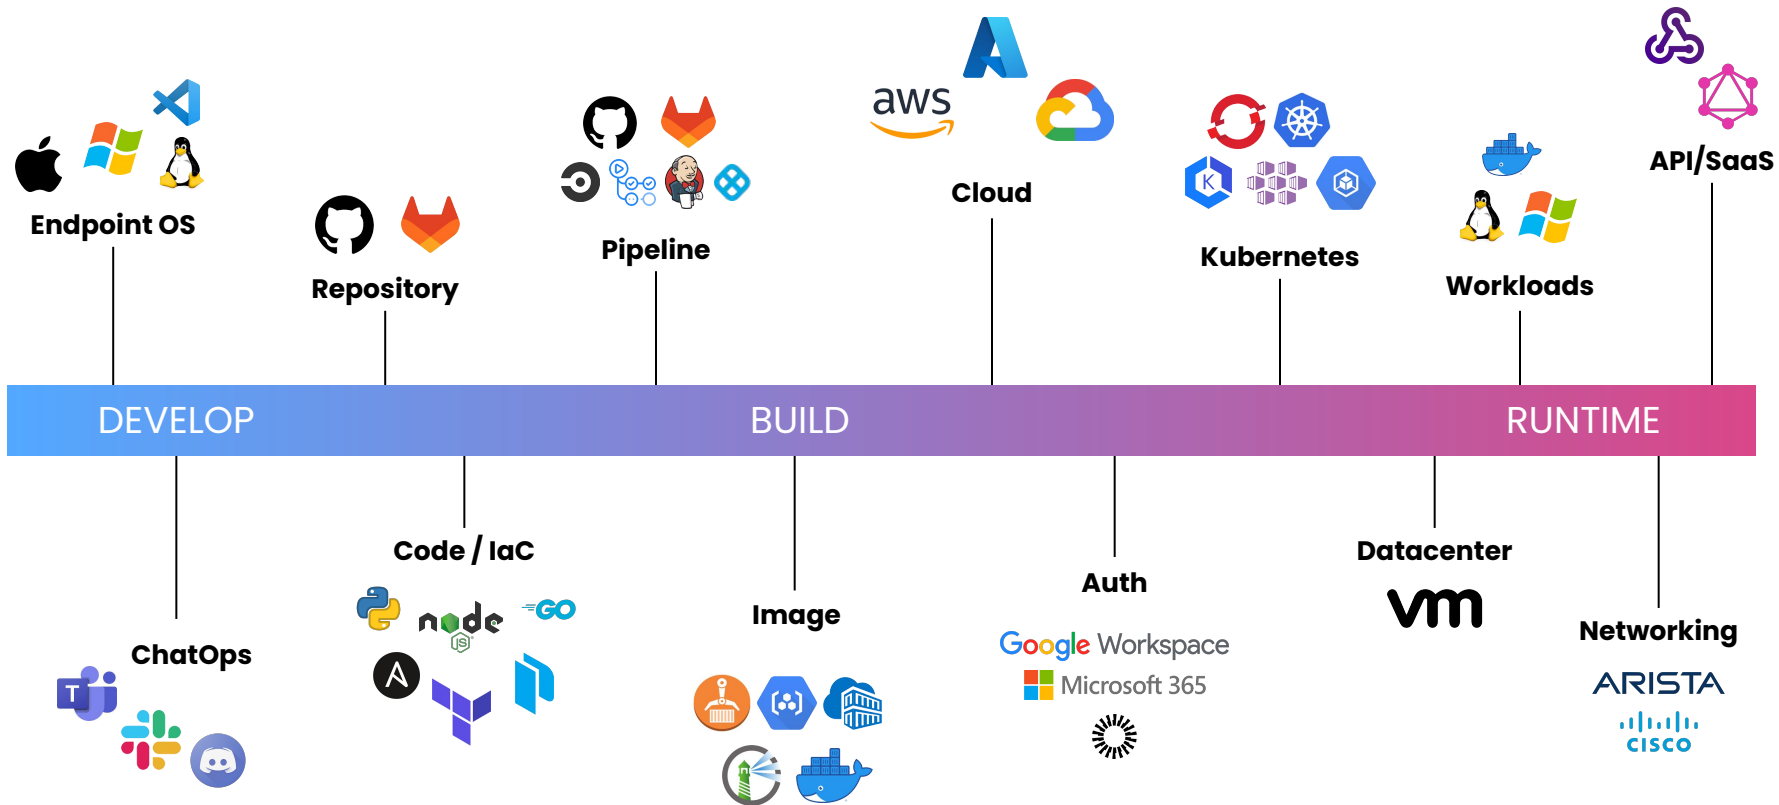 aws
Endpoint OS
Repository
Pipeline
Cloud
Kubernetes
K
Workloads
API/SaaS
DEVELOP
BUILD
RUNTIME
ChatOps
T
Code / IaC
node
JS
GO
A
Image
Auth
Google Workspace
Microsoft 365
Datacenter
vm
Networking
ARISTA
CISCO